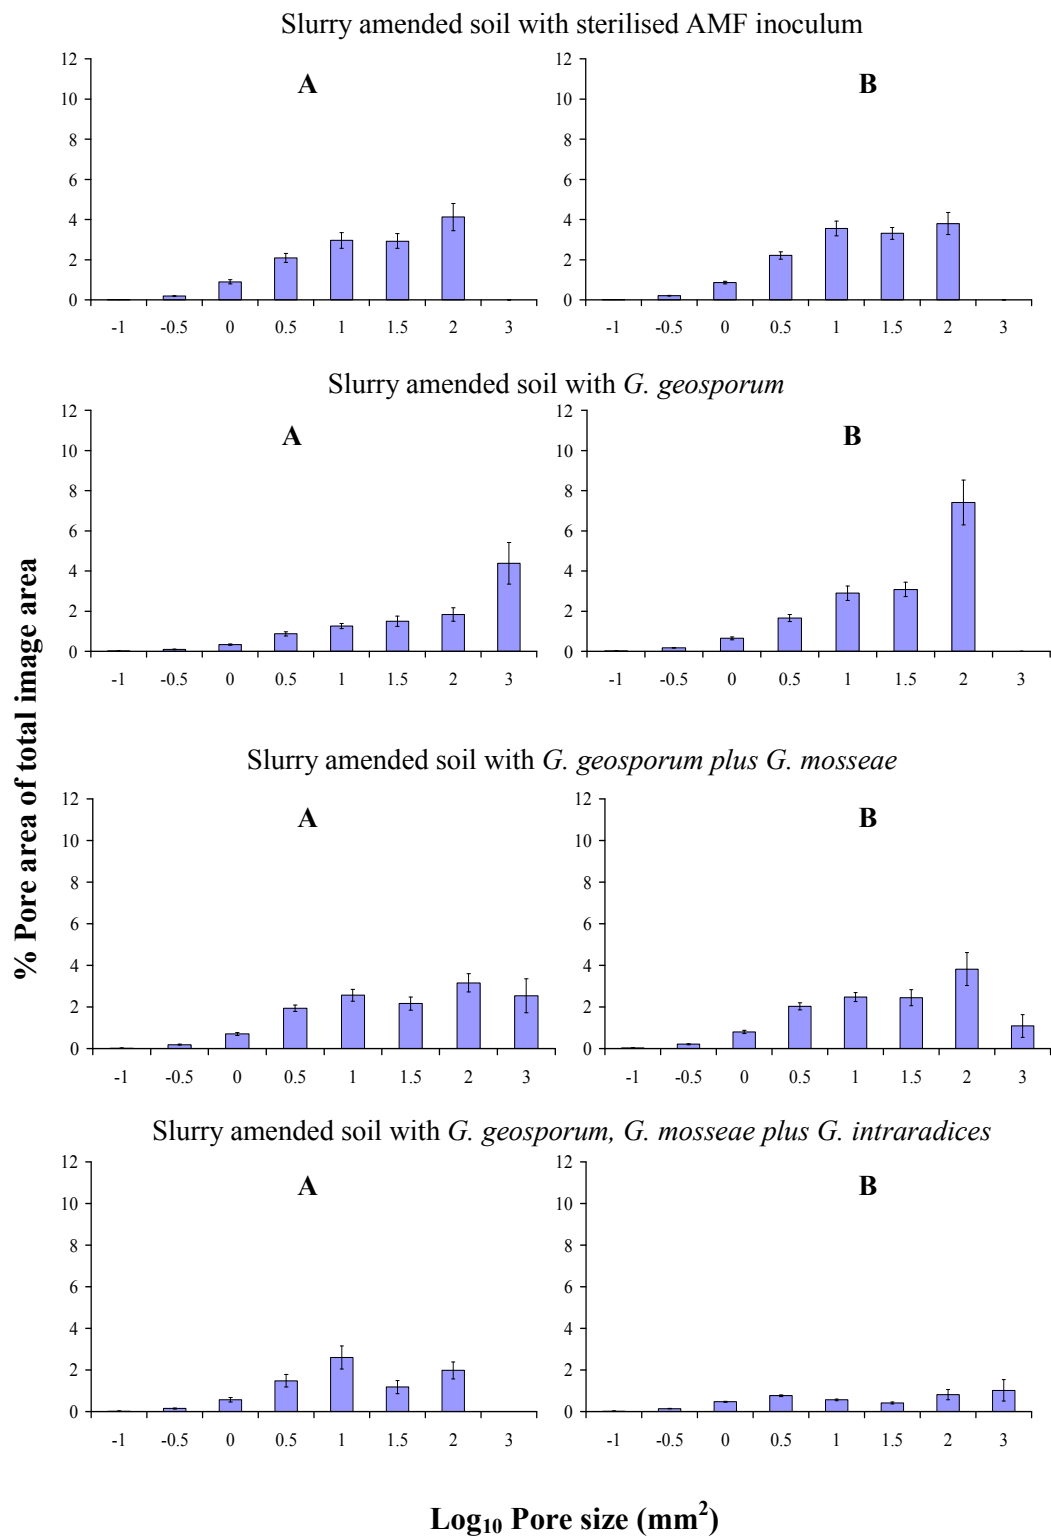 Slurry amended soil with sterilised AMF inoculum
A
B
12
10
8
6
4
2
0
-1 -0.5 0 0.5 1 1.5 2 3
12
10
8
6
4
2
0
-1 -0.5 0 0.5 1 1.5 2 3
Slurry amended soil with G. geosporum
A
B
12
10
8
6
4
2
0
-1 -0.5 0 0.5 1 1.5 2 3
12
10
8
6
4
2
0
-1 -0.5 0 0.5 1 1.5 2 3
% Pore area of total image area
Slurry amended soil with G. geosporum plus G. mosseae
A
B
12
10
8
6
4
2
0
-1 -0.5 0 0.5 1 1.5 2 3
12
10
8
6
4
2
0
-1 -0.5 0 0.5 1 1.5 2 3
Slurry amended soil with G. geosporum, G. mosseae plus G. intraradices
A
B
12
10
8
6
4
2
0
-1 -0.5 0 0.5 1 1.5 2 3
12
10
8
6
4
2
0
-1 -0.5 0 0.5 1 1.5 2 3
Log₁₀ Pore size (mm²)